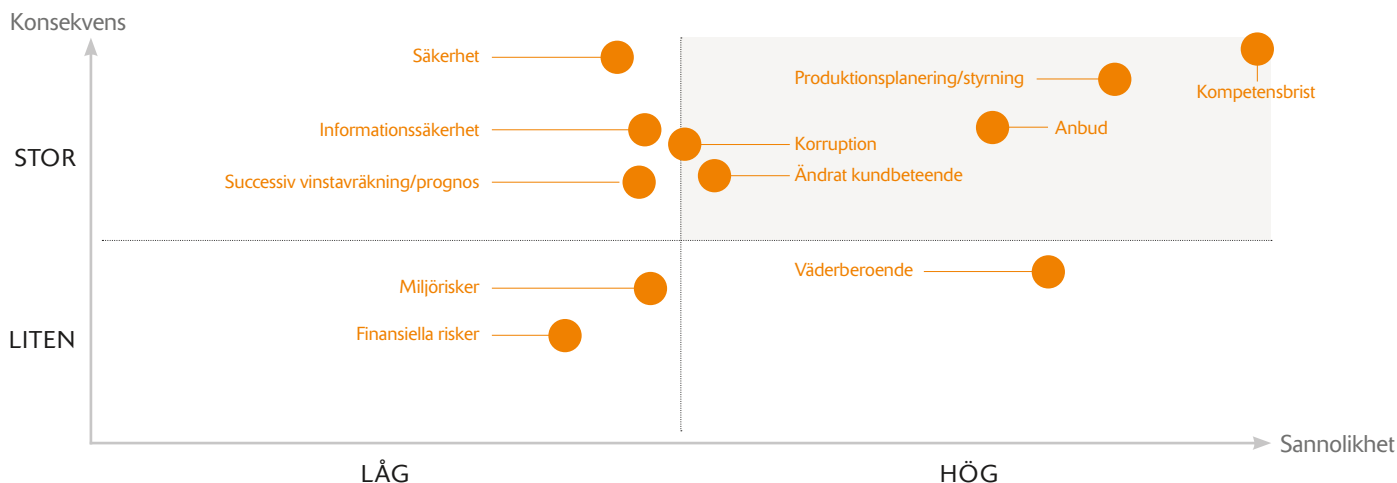 Konsekvens
Säkerhet
Produktionsplanering/styrning
Kompetensbrist
Informationssäkerhet
Anbud
Korruption
STOR
Successiv vinstavräkning/prognos
Ändrat kundbeteende
Väderberoende
Miljörisker
Finansiella risker
LITEN
Sannolikhet
LÅG
HÖG